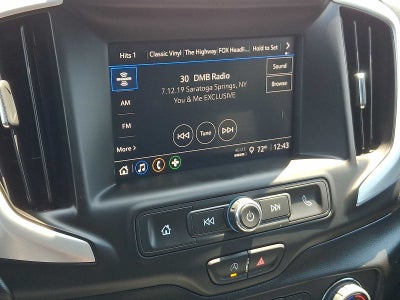 Hits 1 Classic Vinyl The Highway FOX Headl... Hold to Set
30 DMB Radio
Sound
7.12.19 Saratoga Springs, NY
Browse
AM
You & Me EXCLUSIVE
FM
Tune
More
72° 12:43